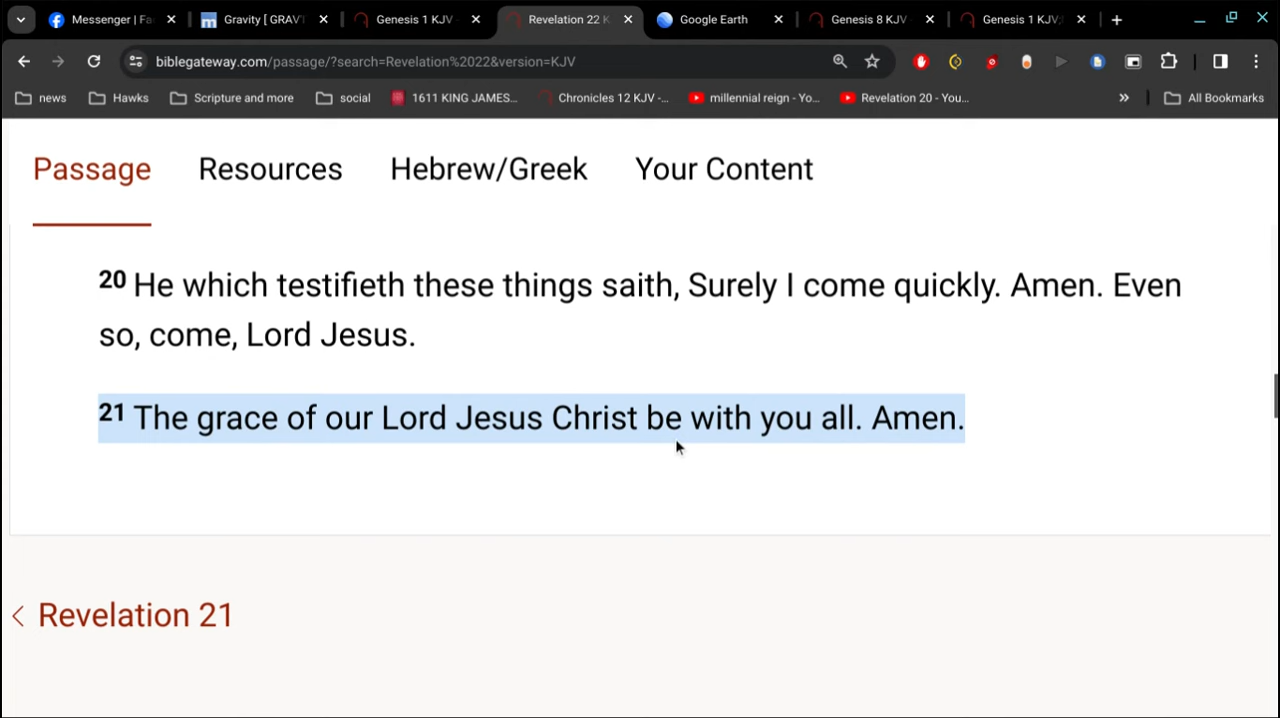 Messenger | Fa
Gravity [ GRAV'I
Genesis 1 KJV
Revelation 22 K
Google Earth
Genesis 8 KJV
Genesis 1 KJV
biblegateway.com/passage/?search=Revelation%2022&version=KJV
news
Hawks
Scripture and more
social
1611 KING JAMES...
Chronicles 12 KJV -...
millennial reign - Yo...
Revelation 20 - You...
All Bookmarks
Passage
Resources
Hebrew/Greek
Your Content
20 He which testifieth these things saith, Surely I come quickly. Amen. Even
so, come, Lord Jesus.
21 The grace of our Lord Jesus Christ be with you all. Amen.
< Revelation 21